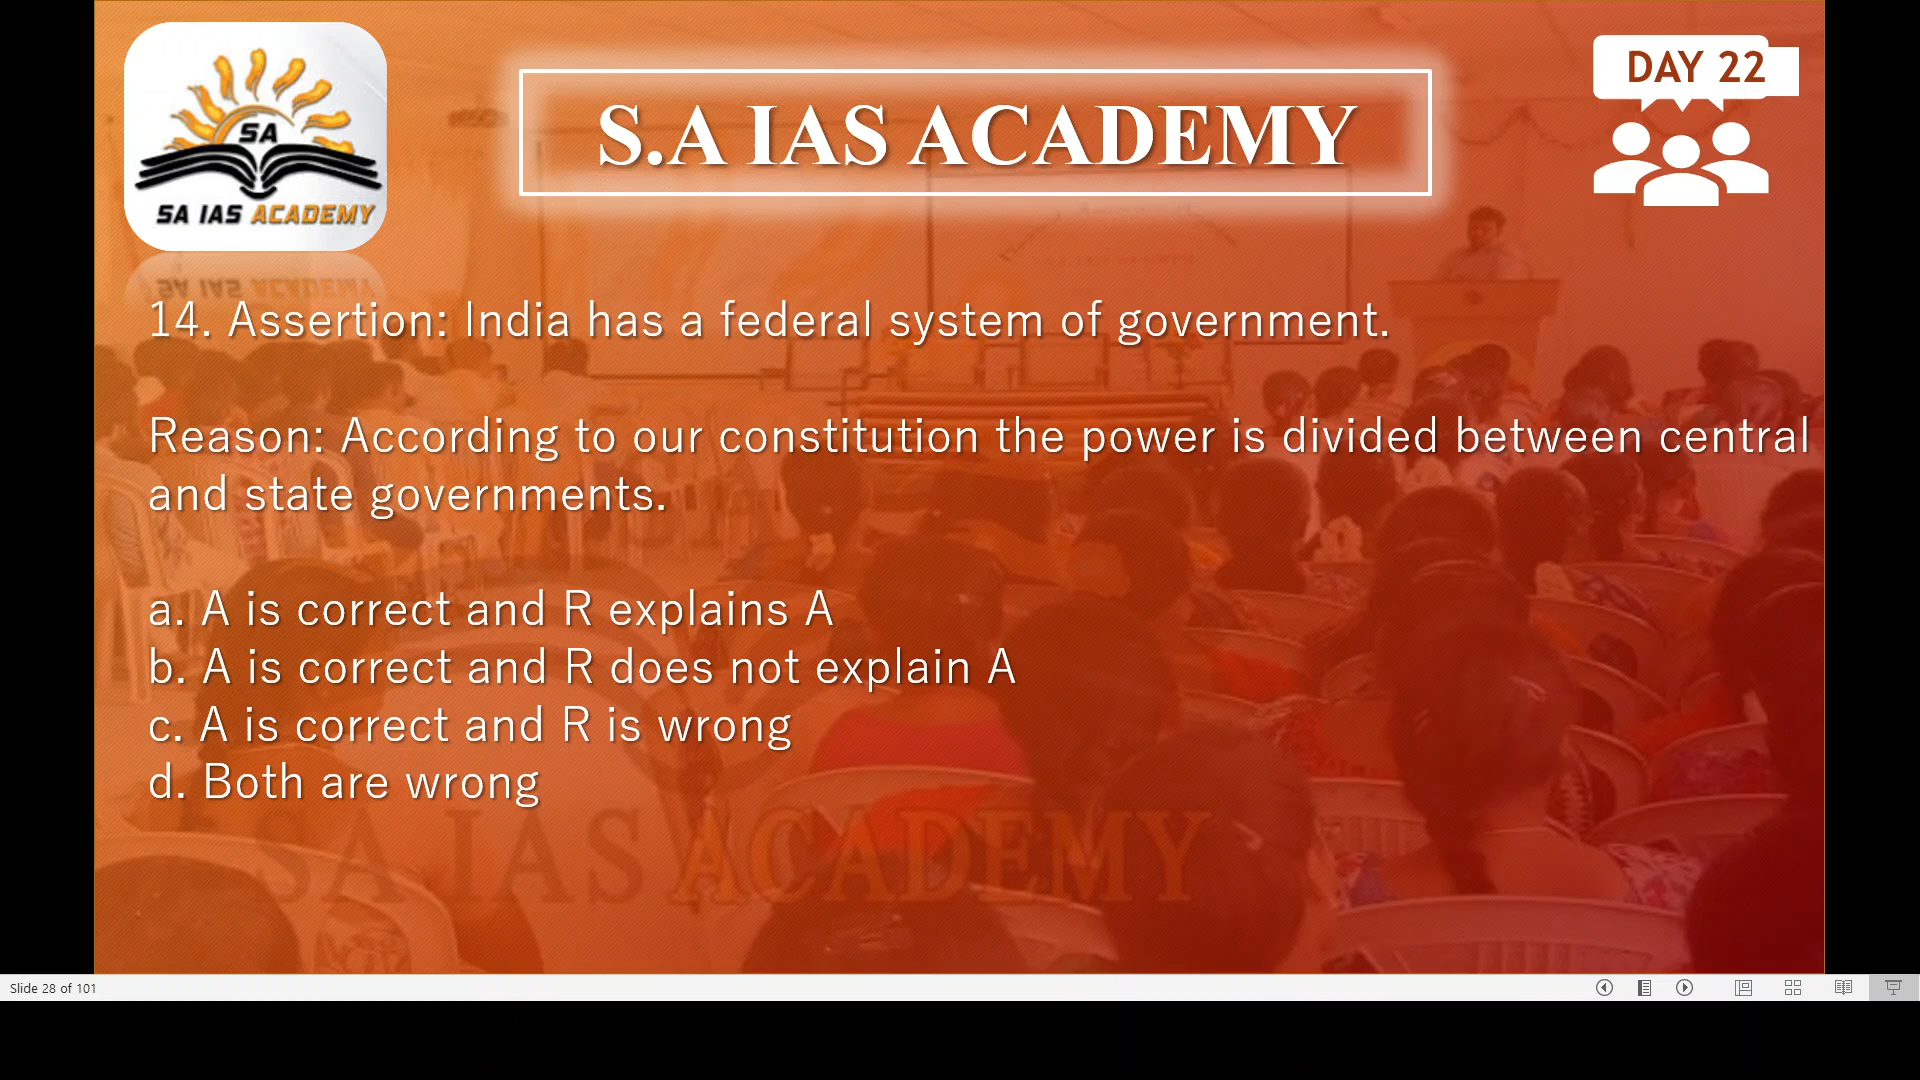 SA
SA IAS ACADEMY
S.A IAS ACADEMY
DAY 22
14. Assertion: India has a federal system of government.
Reason: According to our constitution the power is divided between central
and state governments.
a. A is correct and R explains A
b. A is correct and R does not explain A
c. A is correct and R is wrong
d. Both are wrong
SA IAS ACADEMY
Slide 28 of 101